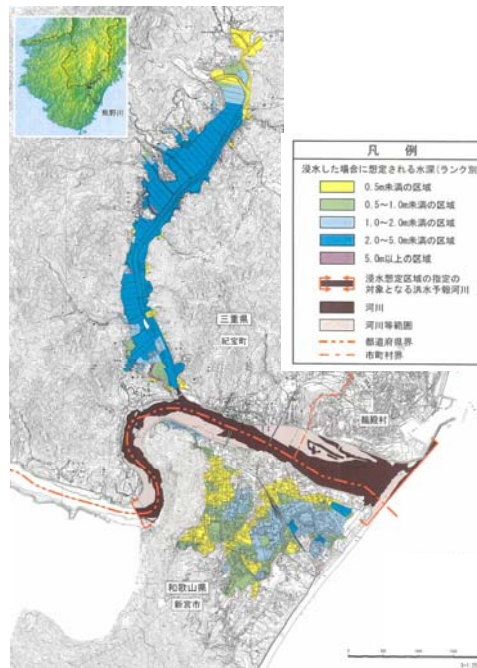 熊野川
凡例
浸水した場合に想定される水深(ランク別
0.5m未満の区域
0.5～1.0m未満の区域
1.0～2.0m未満の区域
2.0～5.0m未満の区域
5.0m以上の区域
浸水想定区域の指定の
対象となる洪水予報河川
河川
河川等範囲
都道府県界
市町村界
三重県
紀宝町
鵜殿村
和歌山県
新宮市